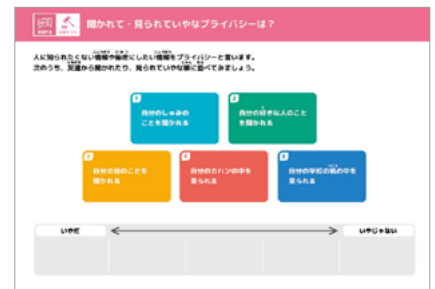 聞かれて・見られていやなプライバシーは？
人に知られたくない情報や秘密にしたい情報をプライバシーと言います。
次のうち、友達から聞かれたり、見られていやな順に並べてみましょう。
1
自分のしゅみの
ことを聞かれる
2
自分の好きな人のこと
を聞かれる
3
自分の親のことを
聞かれる
4
自分のカバンの中を
見られる
5
自分の学校の机の中を
見られる
いやだ
いやじゃない